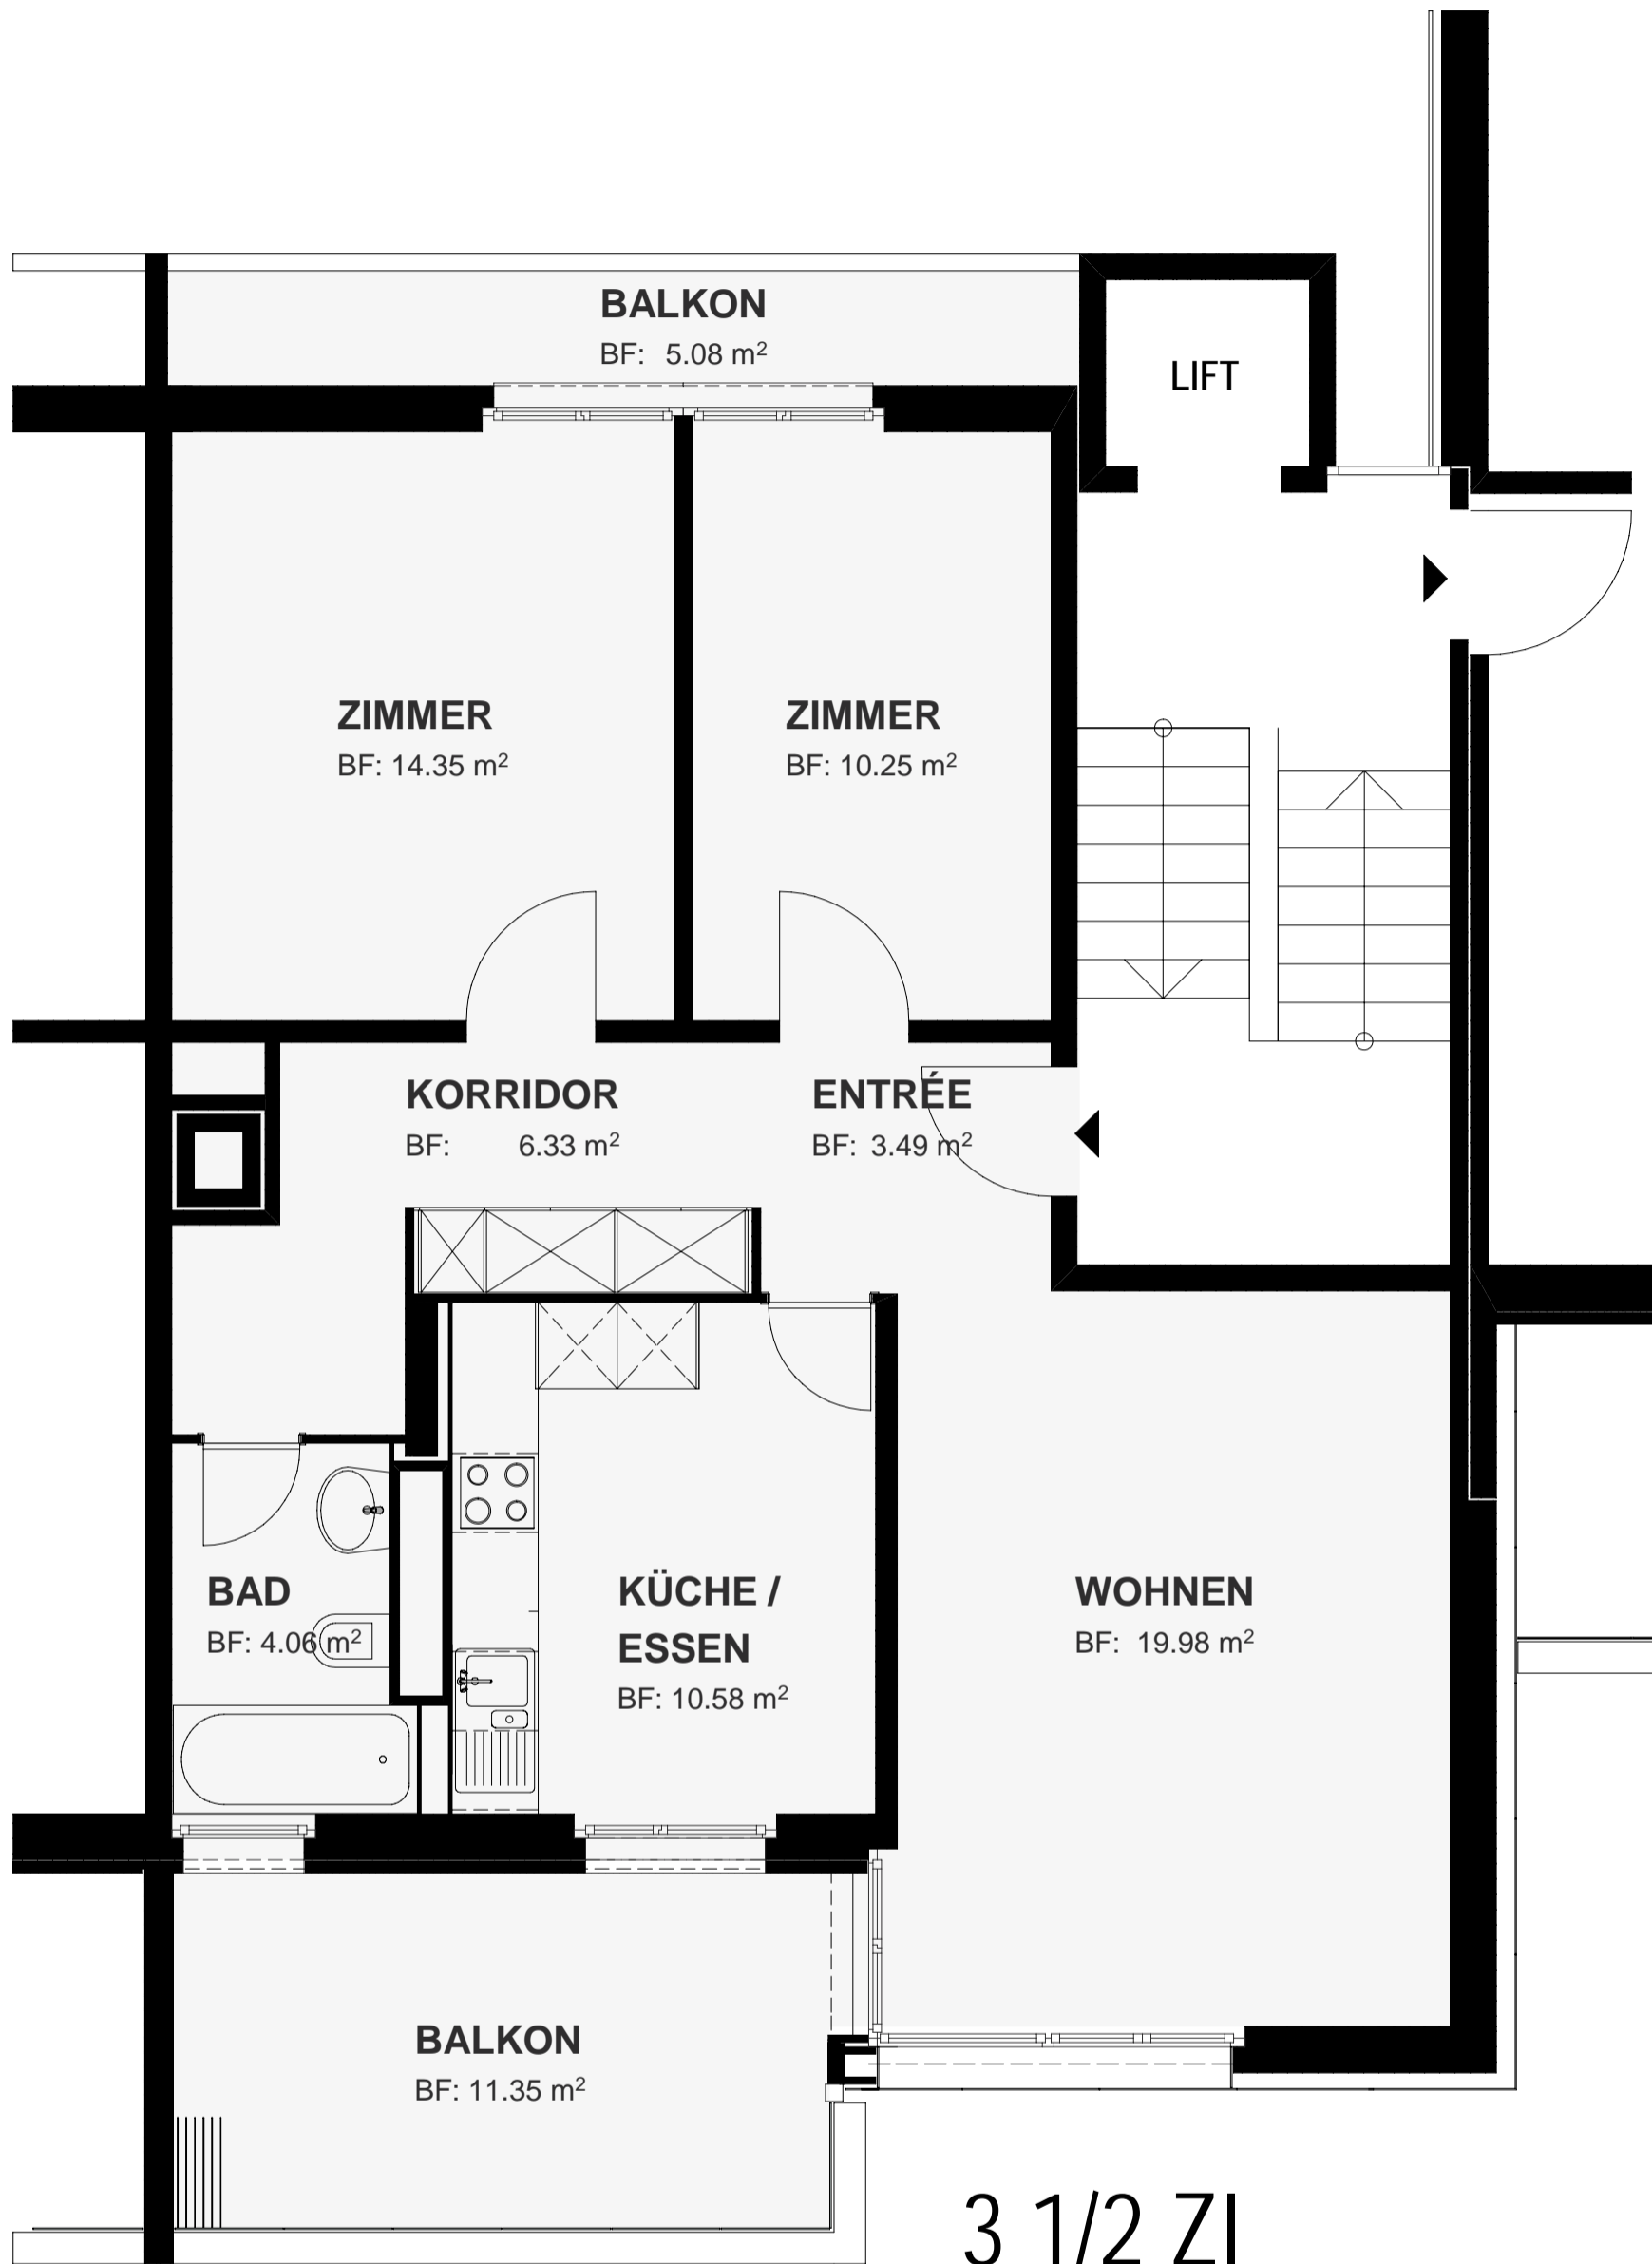 BALKON
BF: 5.08 m²
LIFT
ZIMMER
BF: 14.35 m²
ZIMMER
BF: 10.25 m²
KORRIDOR
BF: 6.33 m²
ENTRÉE
BF: 3.49 m²
BAD
BF: 4.06 m²
KÜCHE /
ESSEN
BF: 10.58 m²
WOHNEN
BF: 19.98 m²
BALKON
BF: 11.35 m²
3 1/2 ZI